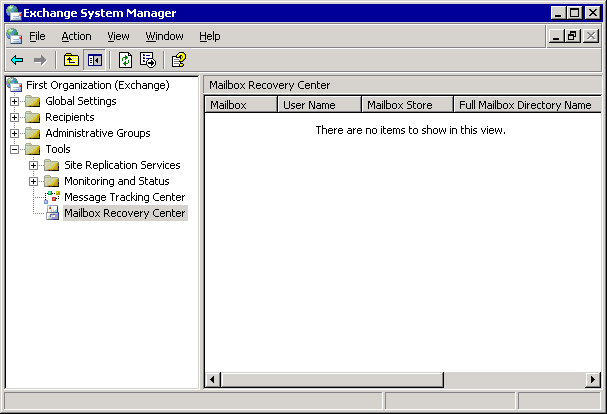 Exchange System Manager
File Action View Window Help
First Organization (Exchange)
Global Settings
Recipients
Administrative Groups
Tools
Site Replication Services
Monitoring and Status
Message Tracking Center
Mailbox Recovery Center
Mailbox Recovery Center
Mailbox User Name Mailbox Store Full Mailbox Directory Name
There are no items to show in this view.